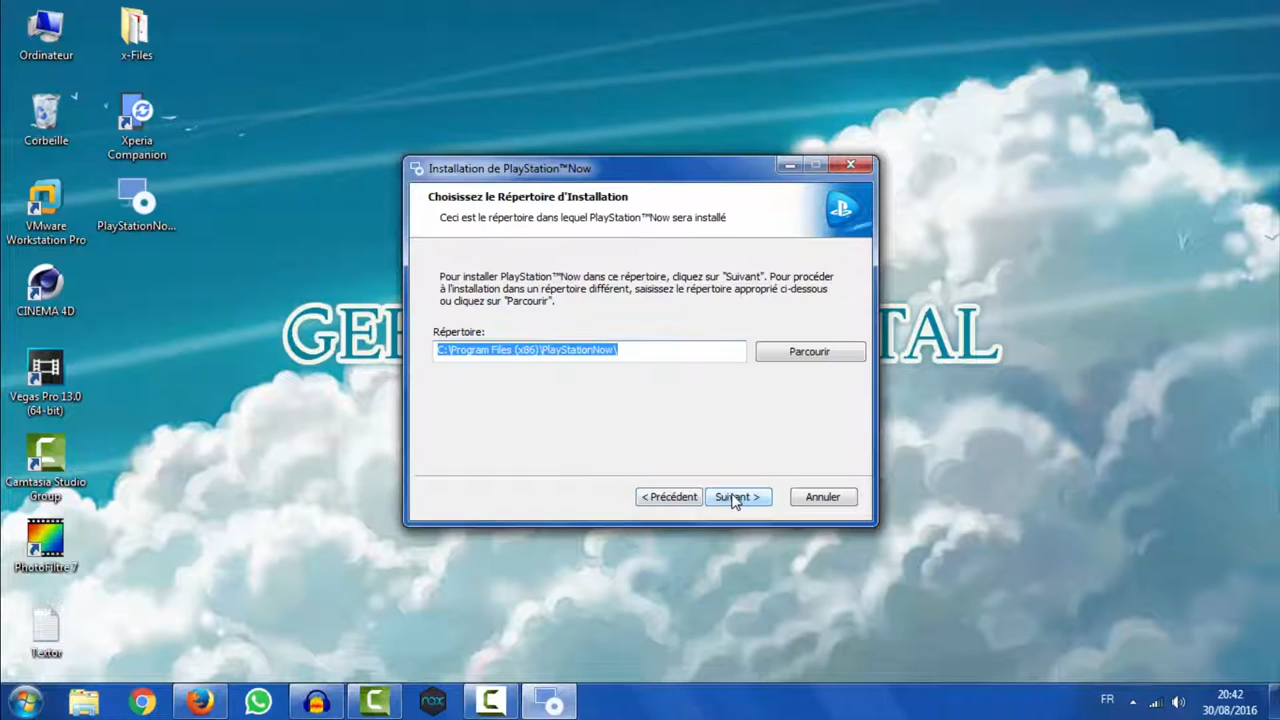 Ordinateur
x-Files
Corbeille
Xperia
Companion
VMware
Workstation Pro
PlayStationNo...
CINEMA 4D
Vegas Pro 13.0
(64-bit)
Camtasia Studio
Group
PhotoFiltre 7
Textor
Installation de PlayStation™Now
Choisissez le Répertoire d'Installation
Ceci est le répertoire dans lequel PlayStation™Now sera installé
Pour installer PlayStation™Now dans ce répertoire, cliquez sur "Suivant". Pour procéder
à l'installation dans un répertoire différent, saisissez le répertoire approprié ci-dessous
ou cliquez sur "Parcourir".
Répertoire:
C:\Program Files (x86)\PlayStationNow\
Parcourir
< Précédent
Suivant >
Annuler
nox
FR
20:42
30/08/2016